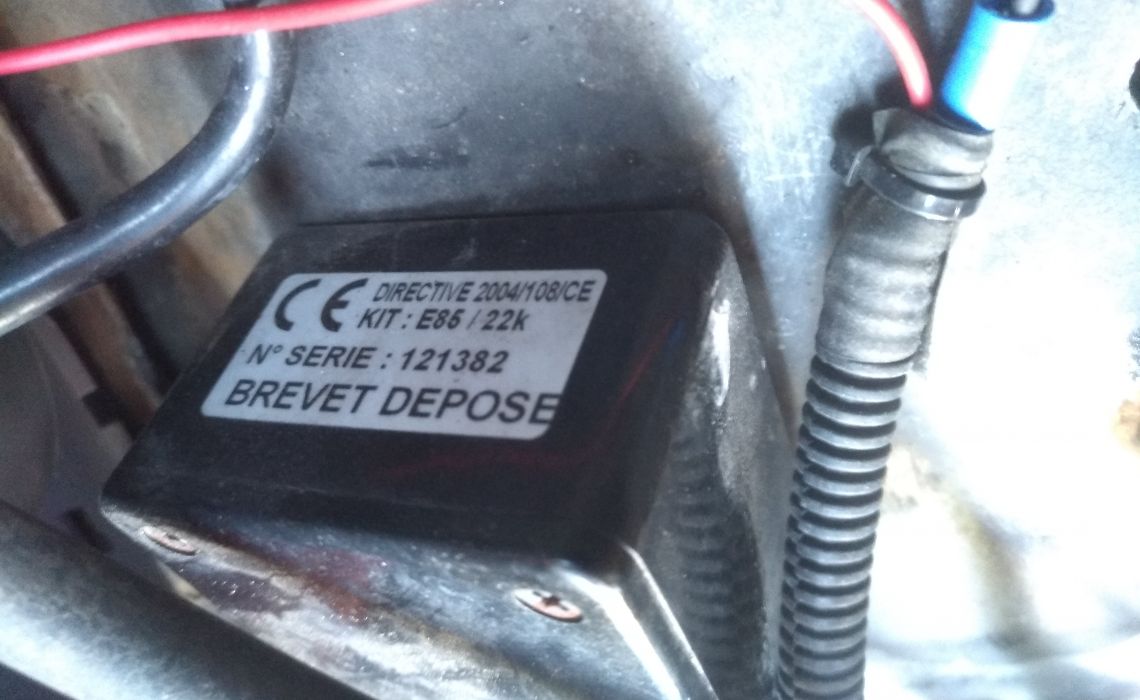 CE DIRECTIVE 2004/108/CE
KIT : E85 / 22k
N° SERIE : 121382
BREVET DEPOSE